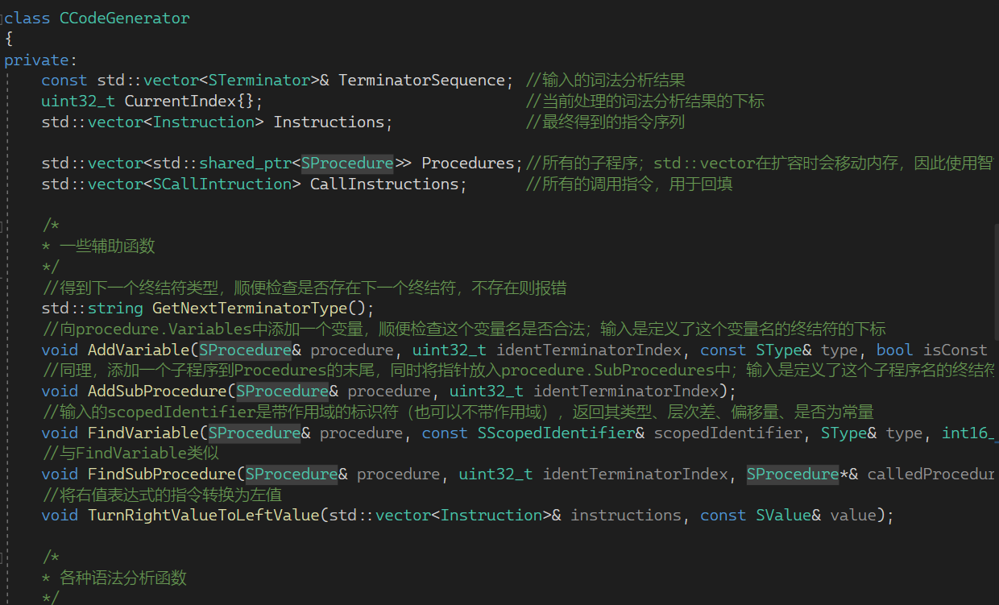 class CCodeGenerator
{
private:
const std::vector<STerminator>& TerminatorSequence; //输入的词法分析结果
uint32_t CurrentIndex{}; //当前处理的词法分析结果的下标
std::vector<Instruction> Instructions; //最终得到的指令序列
std::vector<std::shared_ptr<SProcedure>> Procedures; //所有的子程序；std::vector在扩容时会移动内存，因此使用智
std::vector<SCallIntruction> CallInstructions; //所有的调用指令，用于回填
/*
* 一些辅助函数
*/
//得到下一个终结符类型，顺便检查是否存在下一个终结符，不存在则报错
std::string GetNextTerminatorType();
//向procedure.Variables中添加一个变量，顺便检查这个变量名是否合法；输入是定义了这个变量名的终结符的下标
void AddVariable(SProcedure& procedure, uint32_t identTerminatorIndex, const SType& type, bool isConst
//同理，添加一个子程序到Procedures的末尾，同时将指针放入procedure.SubProcedures中；输入是定义了这个子程序名的终结符
void AddSubProcedure(SProcedure& procedure, uint32_t identTerminatorIndex);
//输入的scopedIdentifier是带作用域的标识符（也可以不带作用域），返回其类型、层次差、偏移量、是否为常量
void FindVariable(SProcedure& procedure, const SScopedIdentifier& scopedIdentifier, SType& type, int16_
//与FindVariable类似
void FindSubProcedure(SProcedure& procedure, uint32_t identTerminatorIndex, SProcedure*& calledProcedur
//将右值表达式的指令转换为左值
void TurnRightValueToLeftValue(std::vector<Instruction>& instructions, const SValue& value);
/*
* 各种语法分析函数
*/